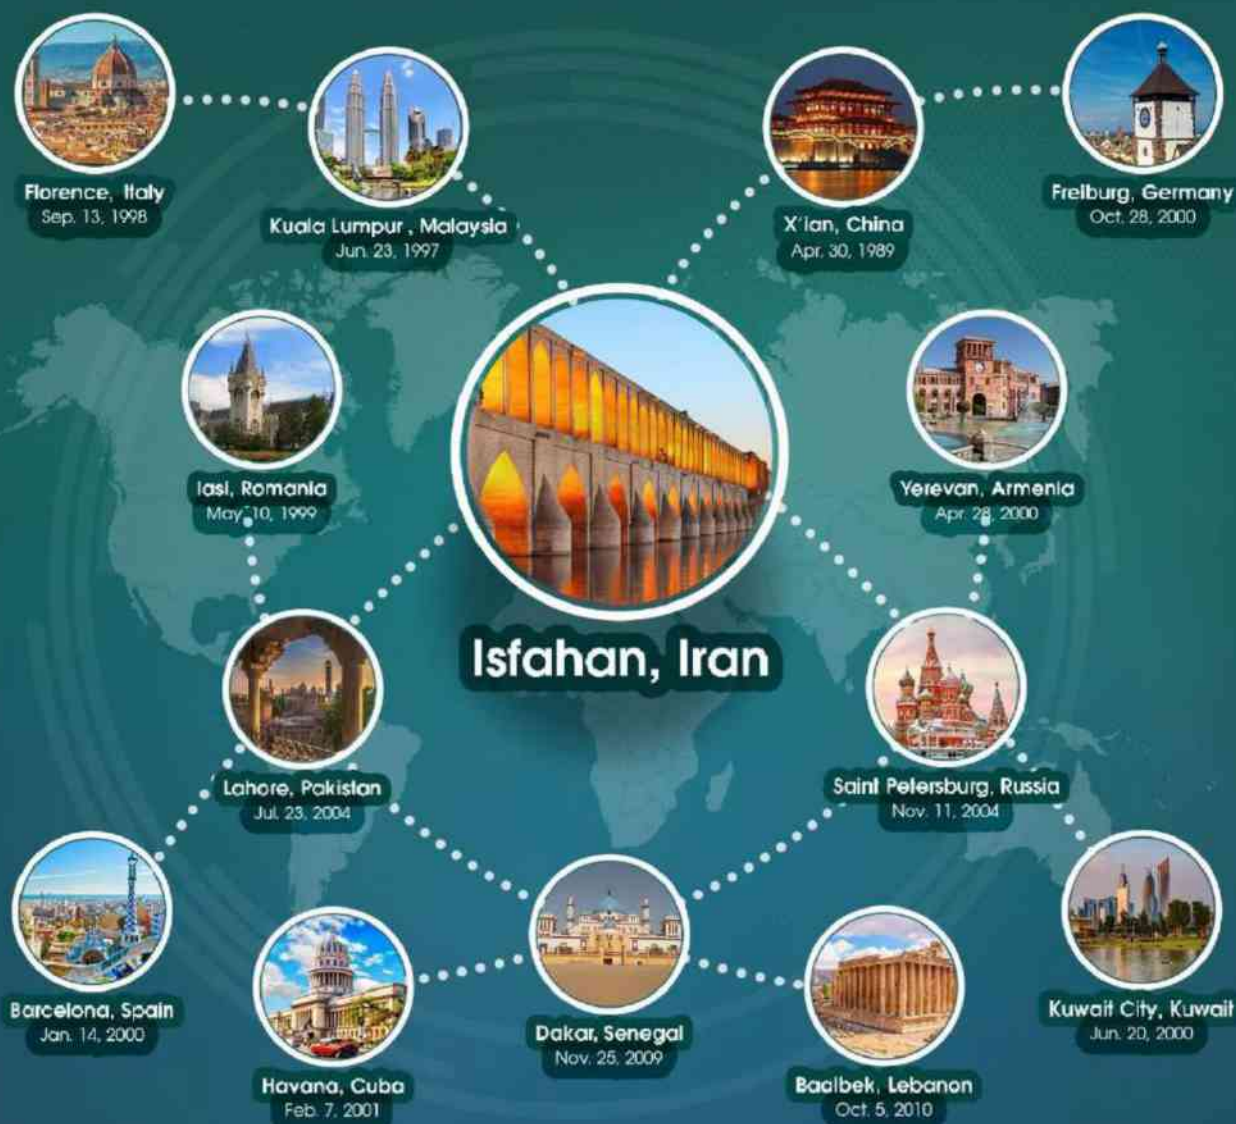 Florence, Italy
Sep. 13, 1998
Kuala Lumpur , Malaysia
Jun. 23, 1997
X'ian, China
Apr. 30, 1989
Freiburg, Germany
Oct. 28, 2000
Iasi, Romania
May. 10, 1999
Yerevan, Armenia
Apr. 28, 2000
Isfahan, Iran
Lahore, Pakistan
Jul. 23, 2004
Saint Petersburg, Russia
Nov. 11, 2004
Barcelona, Spain
Jan. 14, 2000
Havana, Cuba
Feb. 7, 2001
Dakar, Senegal
Nov. 25, 2009
Baalbek, Lebanon
Oct. 5, 2010
Kuwait City, Kuwait
Jun. 20, 2000